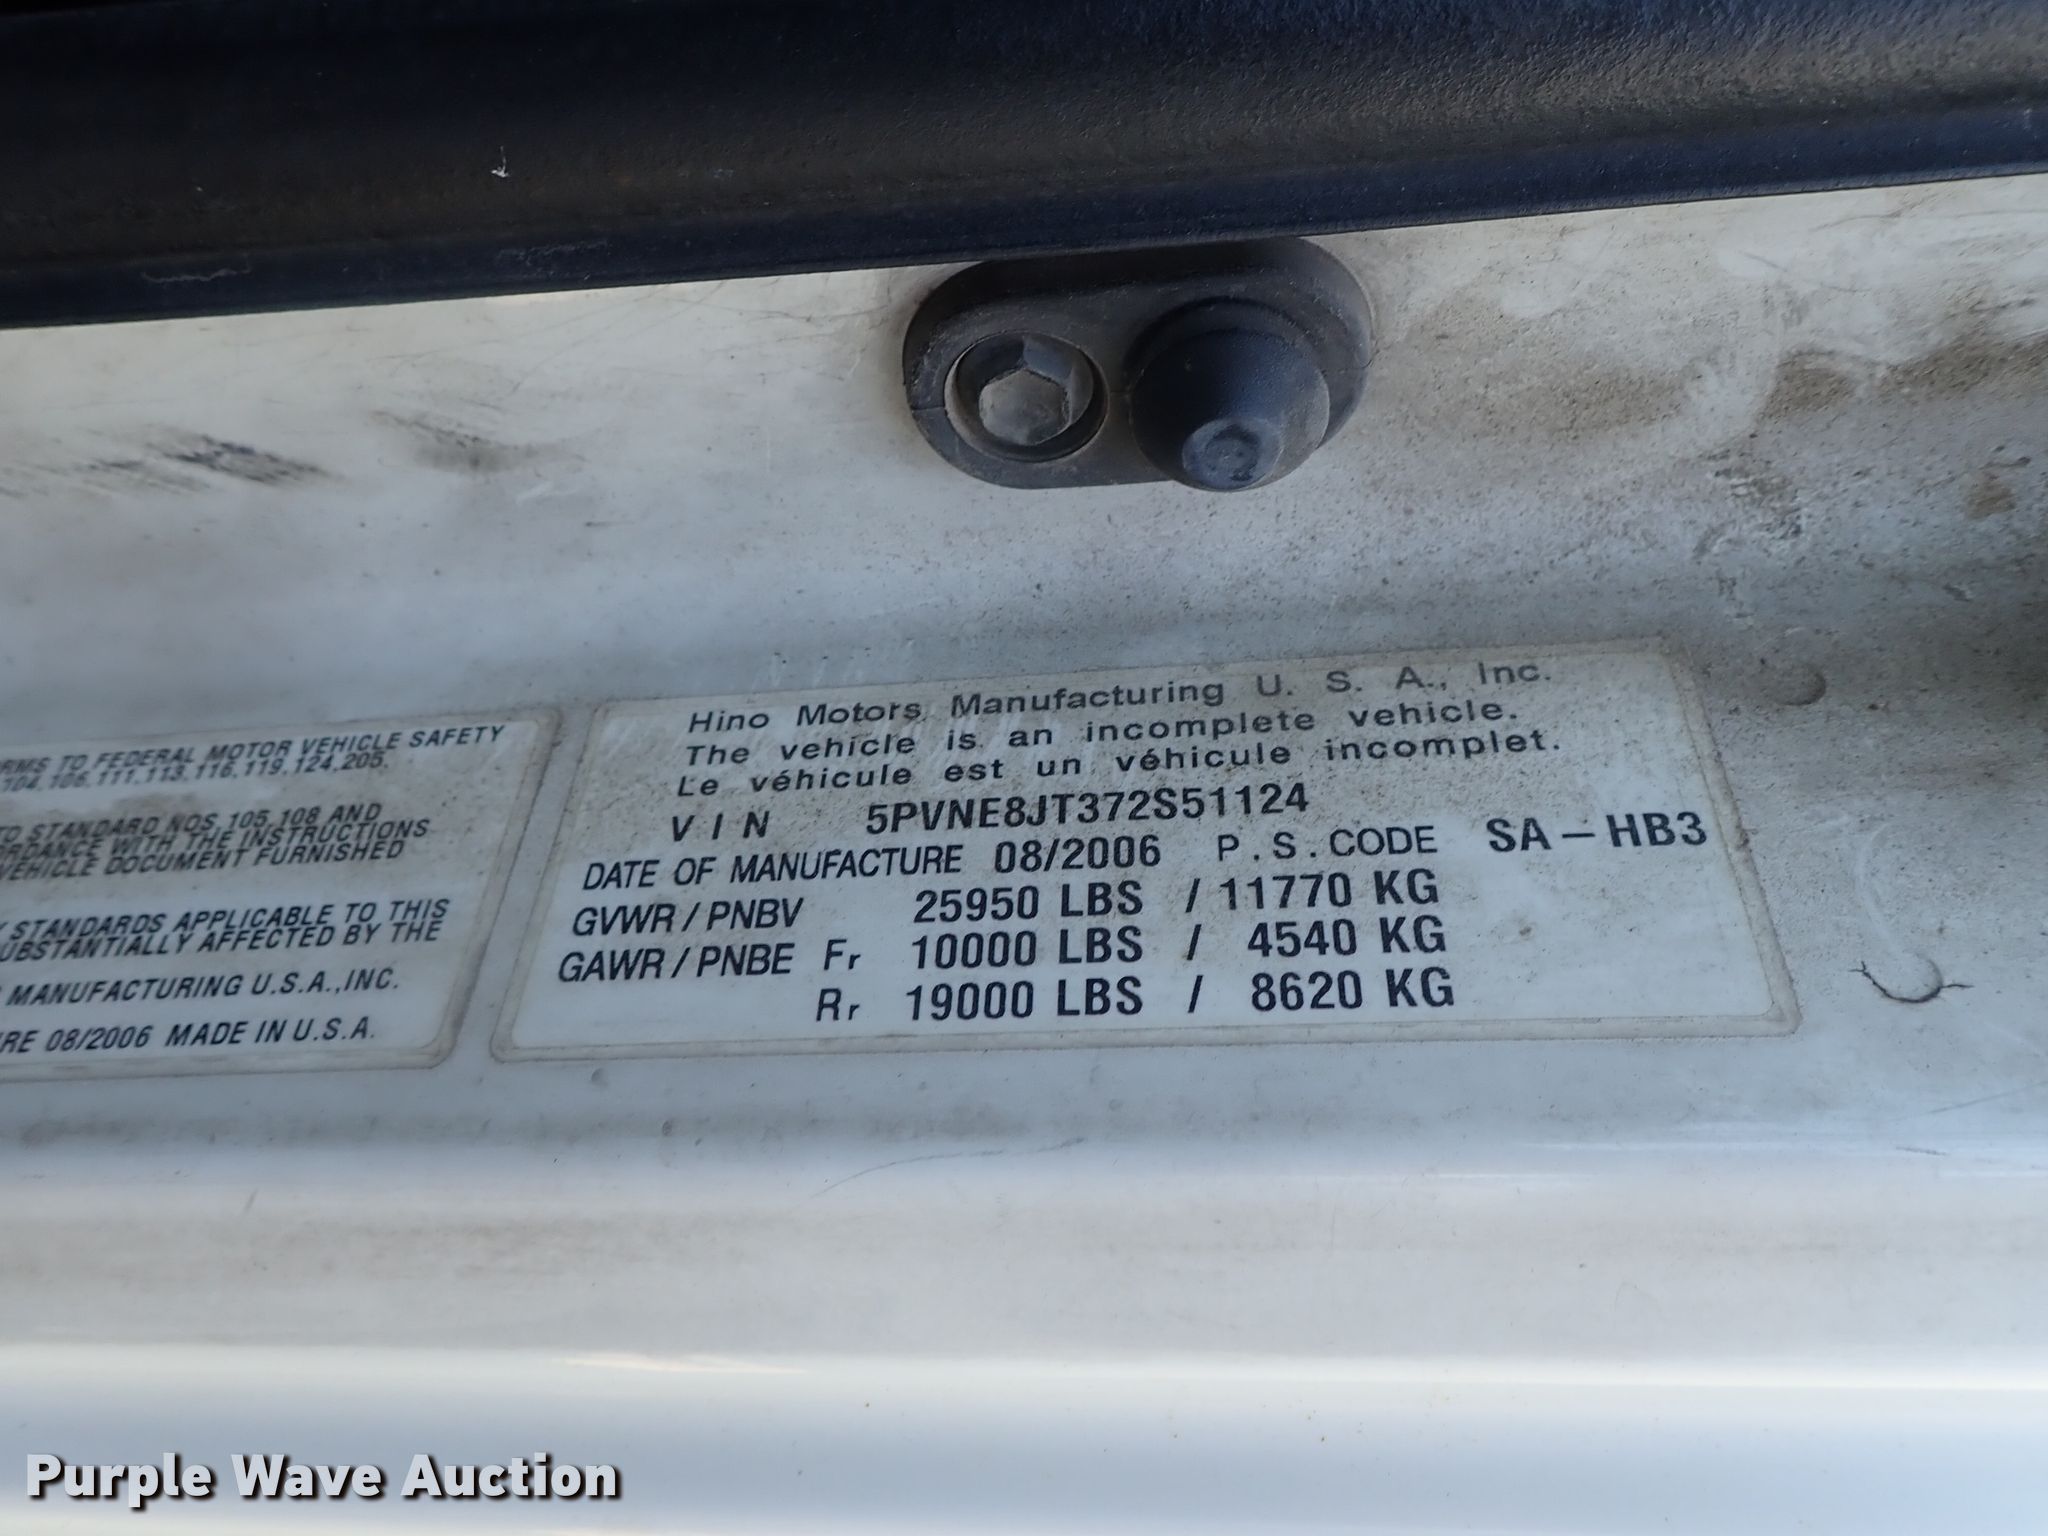 RMS TO FEDERAL MOTOR VEHICLE SAFETY
104,106,111,113,116,119,124,205.
TO STANDARD NOS 105,108 AND
RDANCE WITH THE INSTRUCTIONS
VEHICLE DOCUMENT FURNISHED
Y STANDARDS APPLICABLE TO THIS
UBSTANTIALLY AFFECTED BY THE
MANUFACTURING U.S.A.,INC.
RE 08/2006 MADE IN U.S.A.
Hino Motors Manufacturing U. S. A., Inc.
The vehicle is an incomplete vehicle.
Le véhicule est un véhicule incomplet.
VIN 5PVNE8JT372S51124
DATE OF MANUFACTURE 08/2006 P.S.CODE SA-HB3
GVWR/PNBV 25950 LBS / 11770 KG
GAWR/PNBE Fr 10000 LBS / 4540 KG
Rr 19000 LBS / 8620 KG
Purple Wave Auction